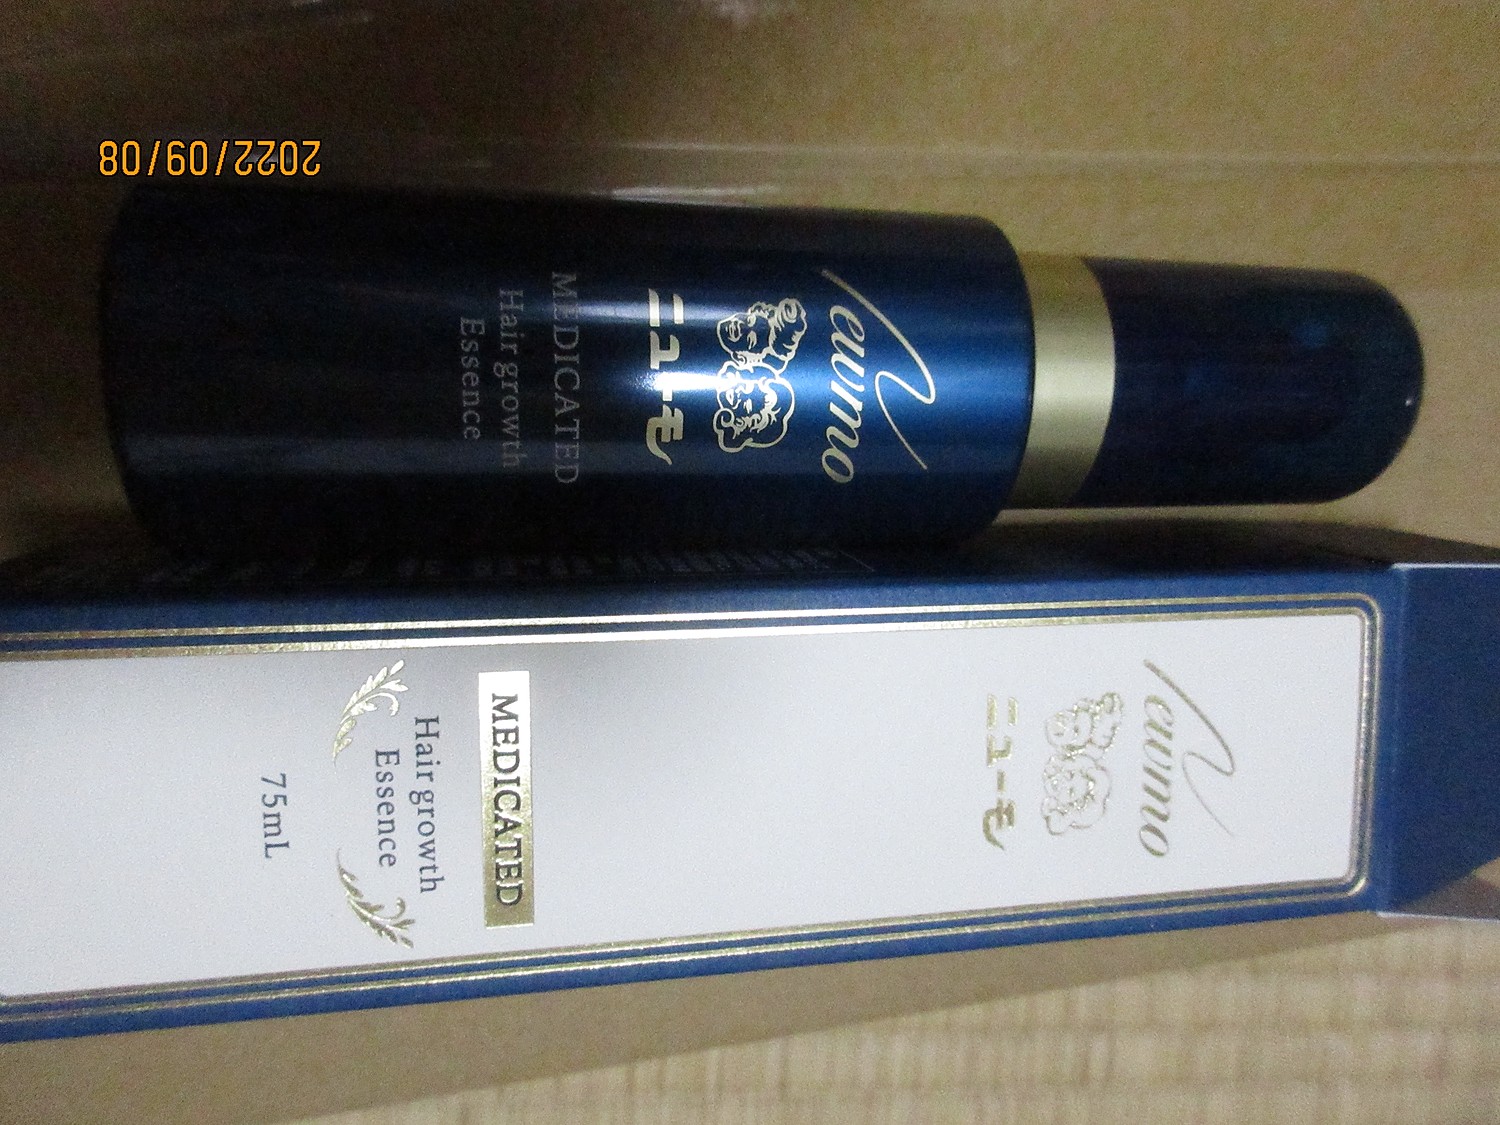 2022/09/08
Newmo
ニューモ
MEDICATED
Hair growth
Essence
Newmo
ニューモ
MEDICATED
Hair growth
Essence
75mL